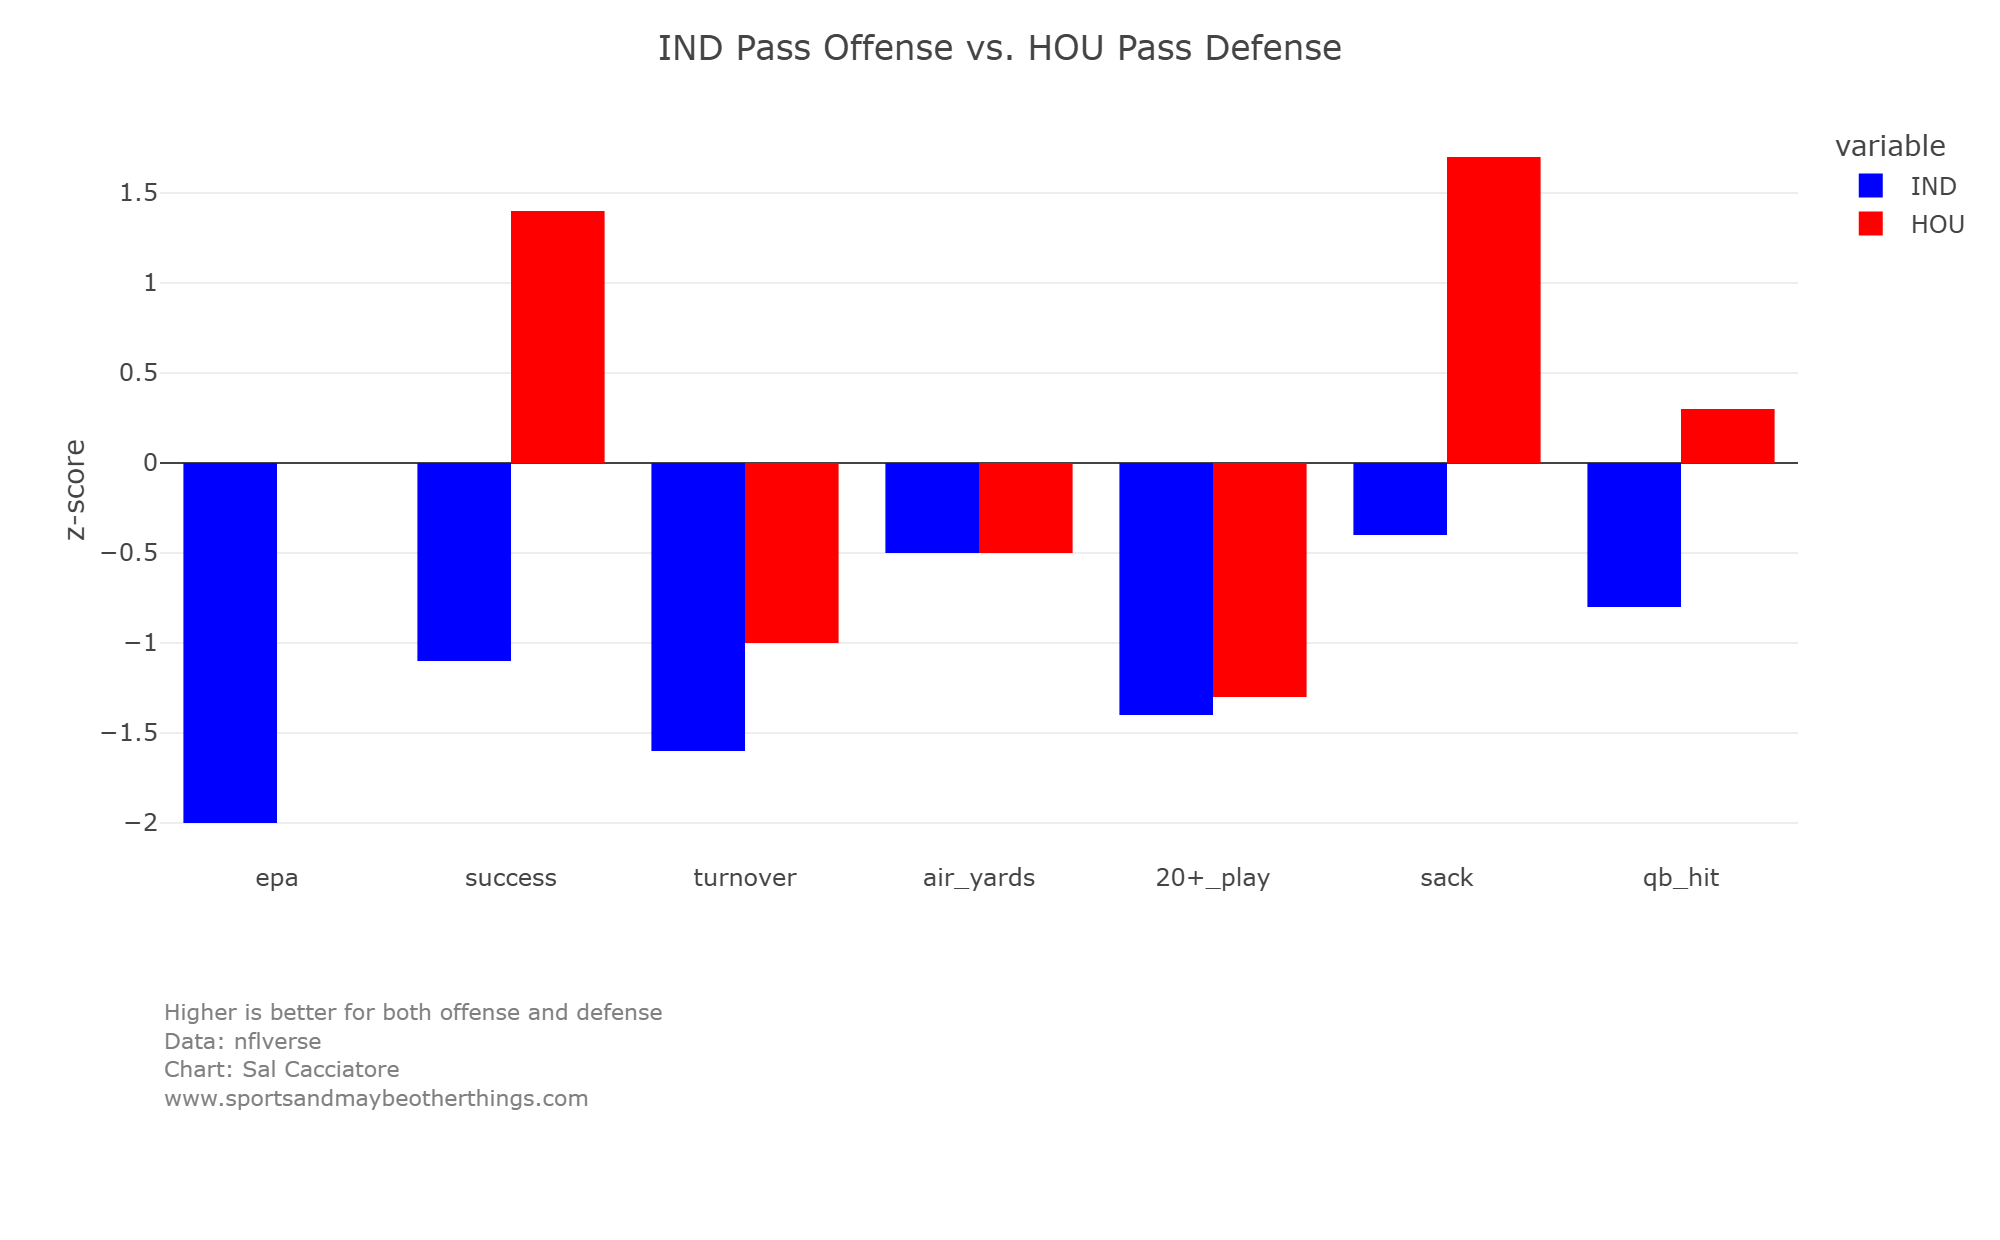 IND Pass Offense vs. HOU Pass Defense
variable
IND
HOU
z-score
1.5
1
0.5
0
−0.5
−1
−1.5
−2
epa
success
turnover
air_yards
20+_play
sack
qb_hit
Higher is better for both offense and defense
Data: nflverse
Chart: Sal Cacciatore
www.sportsandmaybeotherthings.com